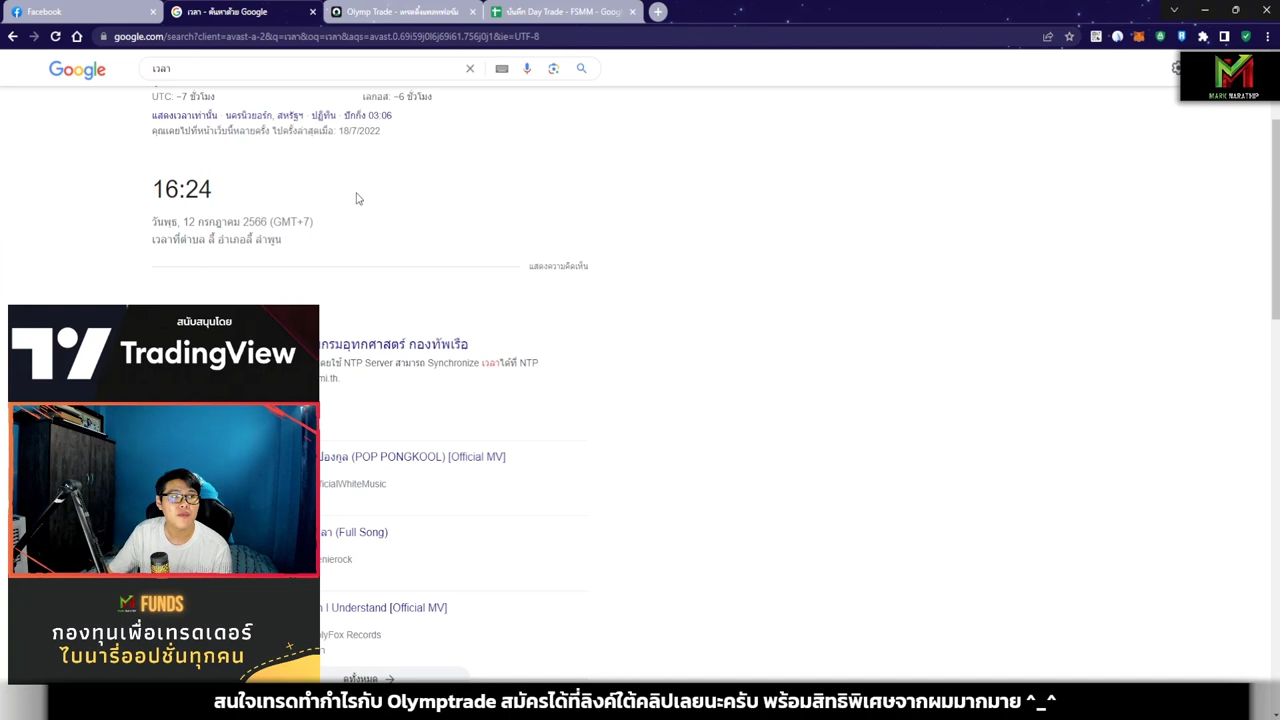 Facebook
เวลา - ค้นหาด้วย Google
Olymp Trade - แพลตฟอร์ม
บันทึก Day Trade - FSMM - Goog
google.com/search?client=avast-a-2&q=เวลา&oq=เวลา&aqs=avast.0.69i59j0l6j69i61.756j0j1&ie=UTF-8
Google
เวลา
MARK NARATHIP
UTC: −7 ชั่วโมง
เลกอส: −6 ชั่วโมง
แสดงเวลาเท่านั้น · นครนิวยอร์ก, สหรัฐฯ · ปฏิทิน · ปักกิ่ง 03:06
คุณเคยไปที่หน้าเว็บนี้หลายครั้ง ไปครั้งล่าสุดเมื่อ: 18/7/2022
16:24
วันพุธ, 12 กรกฎาคม 2566 (GMT+7)
เวลาที่ตำบล ลี้ อำเภอลี้ ลำพูน
แสดงความคิดเห็น
สนับสนุนโดย
TradingView
กรมอุทกศาสตร์ กองทัพเรือ
โดยใช้ NTP Server สามารถ Synchronize เวลาได้ที่ NTP
mi.th.
ป๊องกูล (POP PONGKOOL) [Official MV]
ficialWhiteMusic
ลา (Full Song)
enierock
I Understand [Official MV]
lyFox Records
ดูทั้งหมด
FUNDS
กองทุนเพื่อเทรดเดอร์
ไบนารี่ออปชั่นทุกคน
สนใจเทรดทำกำไรกับ Olymptrade สมัครได้ที่ลิงค์ใต้คลิปเลยนะครับ พร้อมสิทธิพิเศษจากผมมากมาย ^_^